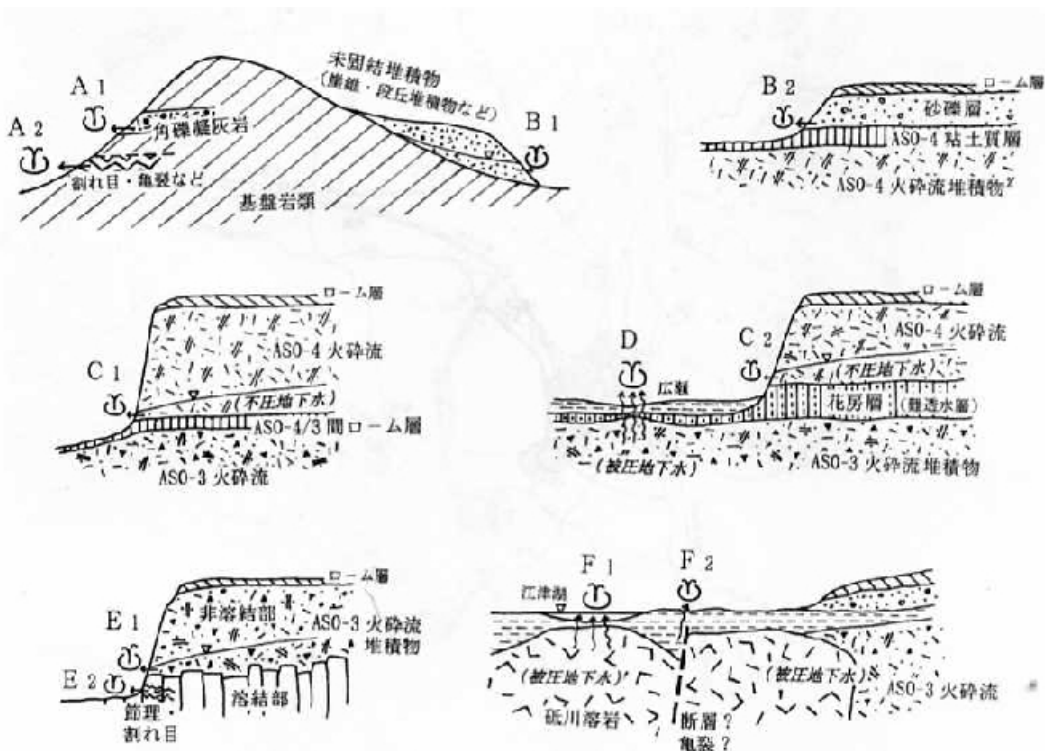 A1
A2
角礫凝灰岩
割れ目・亀裂など
未固結堆積物
(崖錐・段丘堆積物など)
B1
基盤岩類
B2
ローム層
砂礫層
ASO-4 粘土質層
ASO-4 火砕流堆積物
ローム層
ASO-4 火砕流
C1
(不圧地下水)
ASO-4/3 間ローム層
ASO-3 火砕流
ローム層
ASO-4 火砕流
C2
D
(不圧地下水)
花房層 (難透水層)
(被圧地下水)
ASO-3 火砕流堆積物
ローム層
非溶結部
ASO-3 火砕流
堆積物
E1
E2
溶結部
節理・
割れ目
F1
F2
江津湖
(被圧地下水)
(被圧地下水)
ASO-3 火砕流
砥川溶岩
断層?
亀裂?